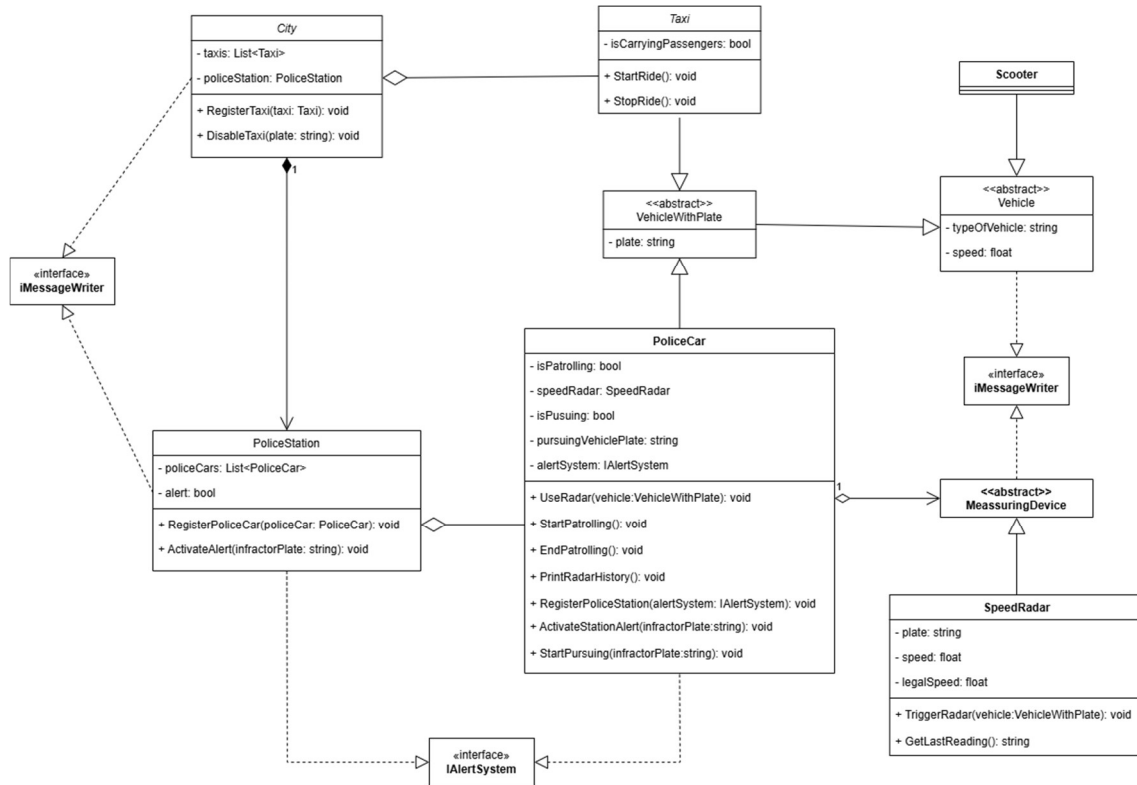 City
- taxis: List<Taxi>
- policeStation: PoliceStation
+ RegisterTaxi(taxi: Taxi): void
+ DisableTaxi(plate: string): void
1
Taxi
- isCarryingPassengers: bool
+ StartRide(): void
+ StopRide(): void
Scooter
<<abstract>>
VehicleWithPlate
- plate: string
<<abstract>>
Vehicle
- typeOfVehicle: string
- speed: float
«interface»
iMessageWriter
PoliceCar
- isPatrolling: bool
- speedRadar: SpeedRadar
- isPusuing: bool
- pursuingVehiclePlate: string
- alertSystem: IAlertSystem
+ UseRadar(vehicle:VehicleWithPlate): void
+ StartPatrolling(): void
+ EndPatrolling(): void
+ PrintRadarHistory(): void
+ RegisterPoliceStation(alertSystem: IAlertSystem): void
+ ActivateStationAlert(infractorPlate:string): void
+ StartPursuing(infractorPlate:string): void
1
«interface»
iMessageWriter
PoliceStation
- policeCars: List<PoliceCar>
- alert: bool
+ RegisterPoliceCar(policeCar: PoliceCar): void
+ ActivateAlert(infractorPlate: string): void
<<abstract>>
MeassuringDevice
SpeedRadar
- plate: string
- speed: float
- legalSpeed: float
+ TriggerRadar(vehicle:VehicleWithPlate): void
+ GetLastReading(): string
«interface»
IAlertSystem